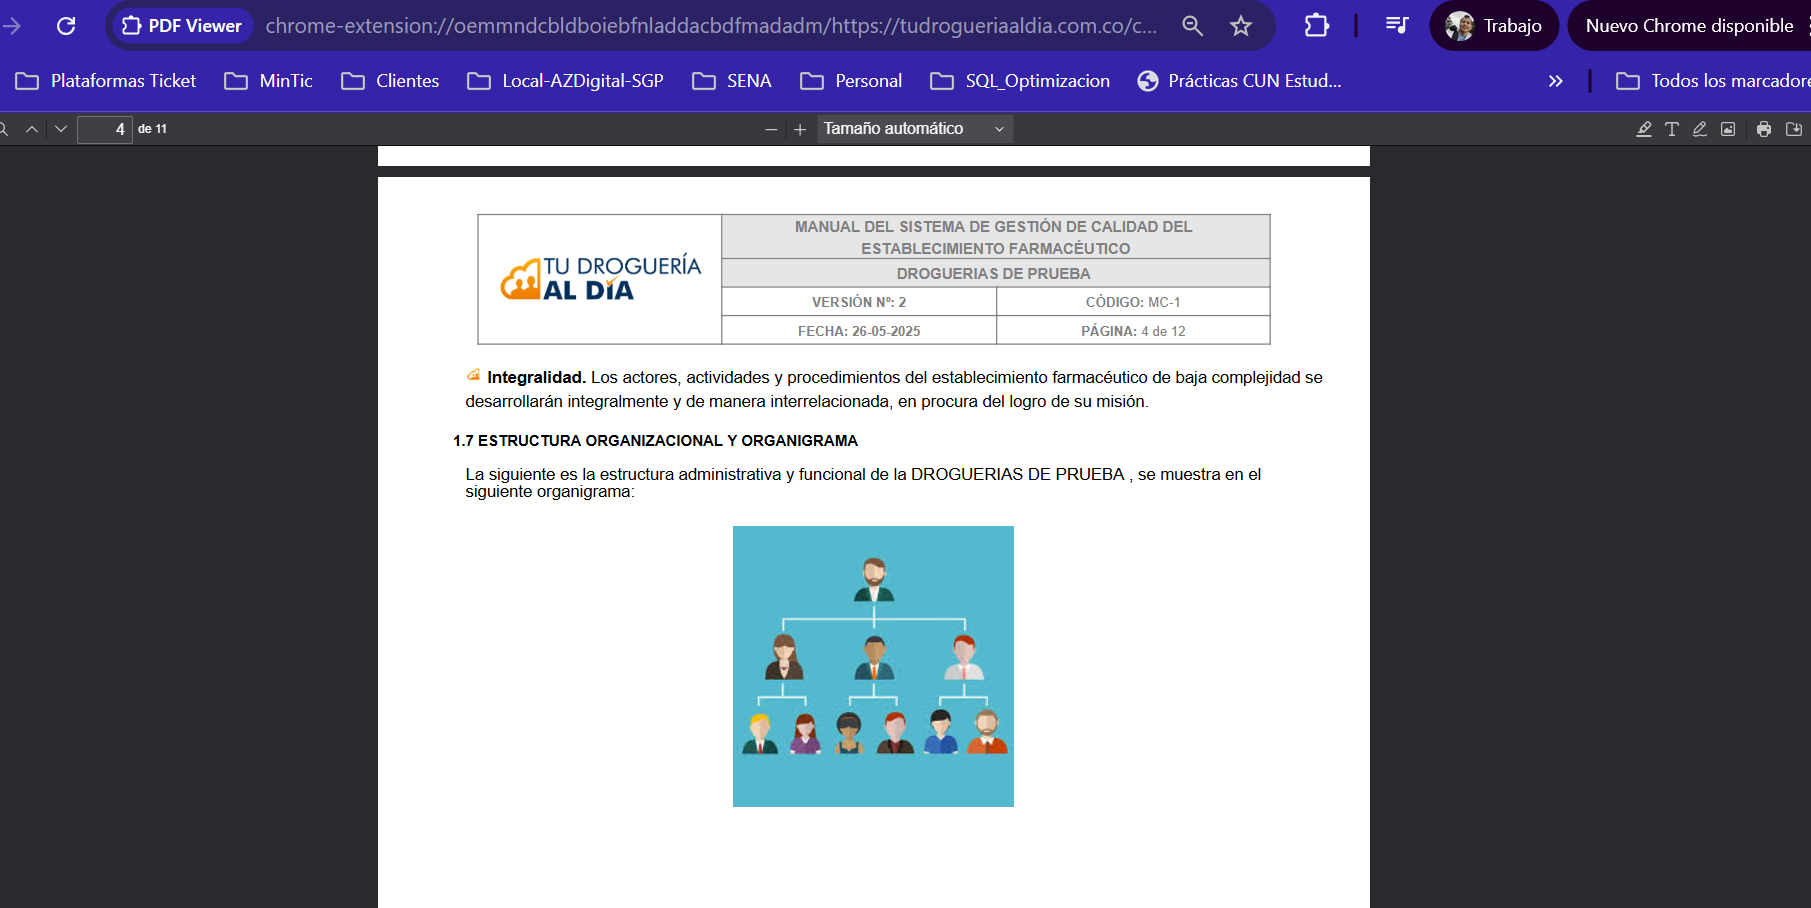 PDF Viewer
chrome-extension://oemmndcbldboiebfnladdacbdfmadadm/https://tudrogueriaaldia.com.co/c...
Trabajo
Nuevo Chrome disponible
Plataformas Ticket
MinTic
Clientes
Local-AZDigital-SGP
SENA
Personal
SQL_Optimizacion
Prácticas CUN Estud...
»
Todos los marcadore
4 de 11
Tamaño automático
TU DROGUERÍA
AL DÍA
MANUAL DEL SISTEMA DE GESTIÓN DE CALIDAD DEL
ESTABLECIMIENTO FARMACÉUTICO
DROGUERIAS DE PRUEBA
VERSIÓN Nº: 2
CÓDIGO: MC-1
FECHA: 26-05-2025
PÁGINA: 4 de 12
Integralidad. Los actores, actividades y procedimientos del establecimiento farmacéutico de baja complejidad se
desarrollarán integralmente y de manera interrelacionada, en procura del logro de su misión.
1.7 ESTRUCTURA ORGANIZACIONAL Y ORGANIGRAMA
La siguiente es la estructura administrativa y funcional de la DROGUERIAS DE PRUEBA , se muestra en el
siguiente organigrama: